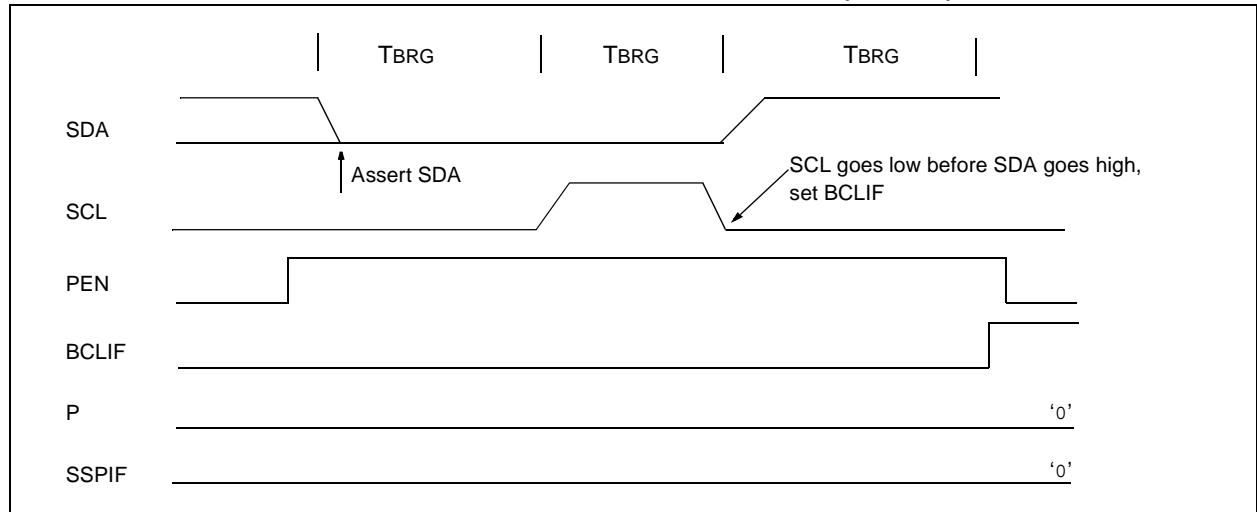 TBRG TBRG TBRG
SDA
Assert SDA
SCL goes low before SDA goes high,
set BCLIF
SCL
PEN
BCLIF
P
‘0’
SSPIF
‘0’